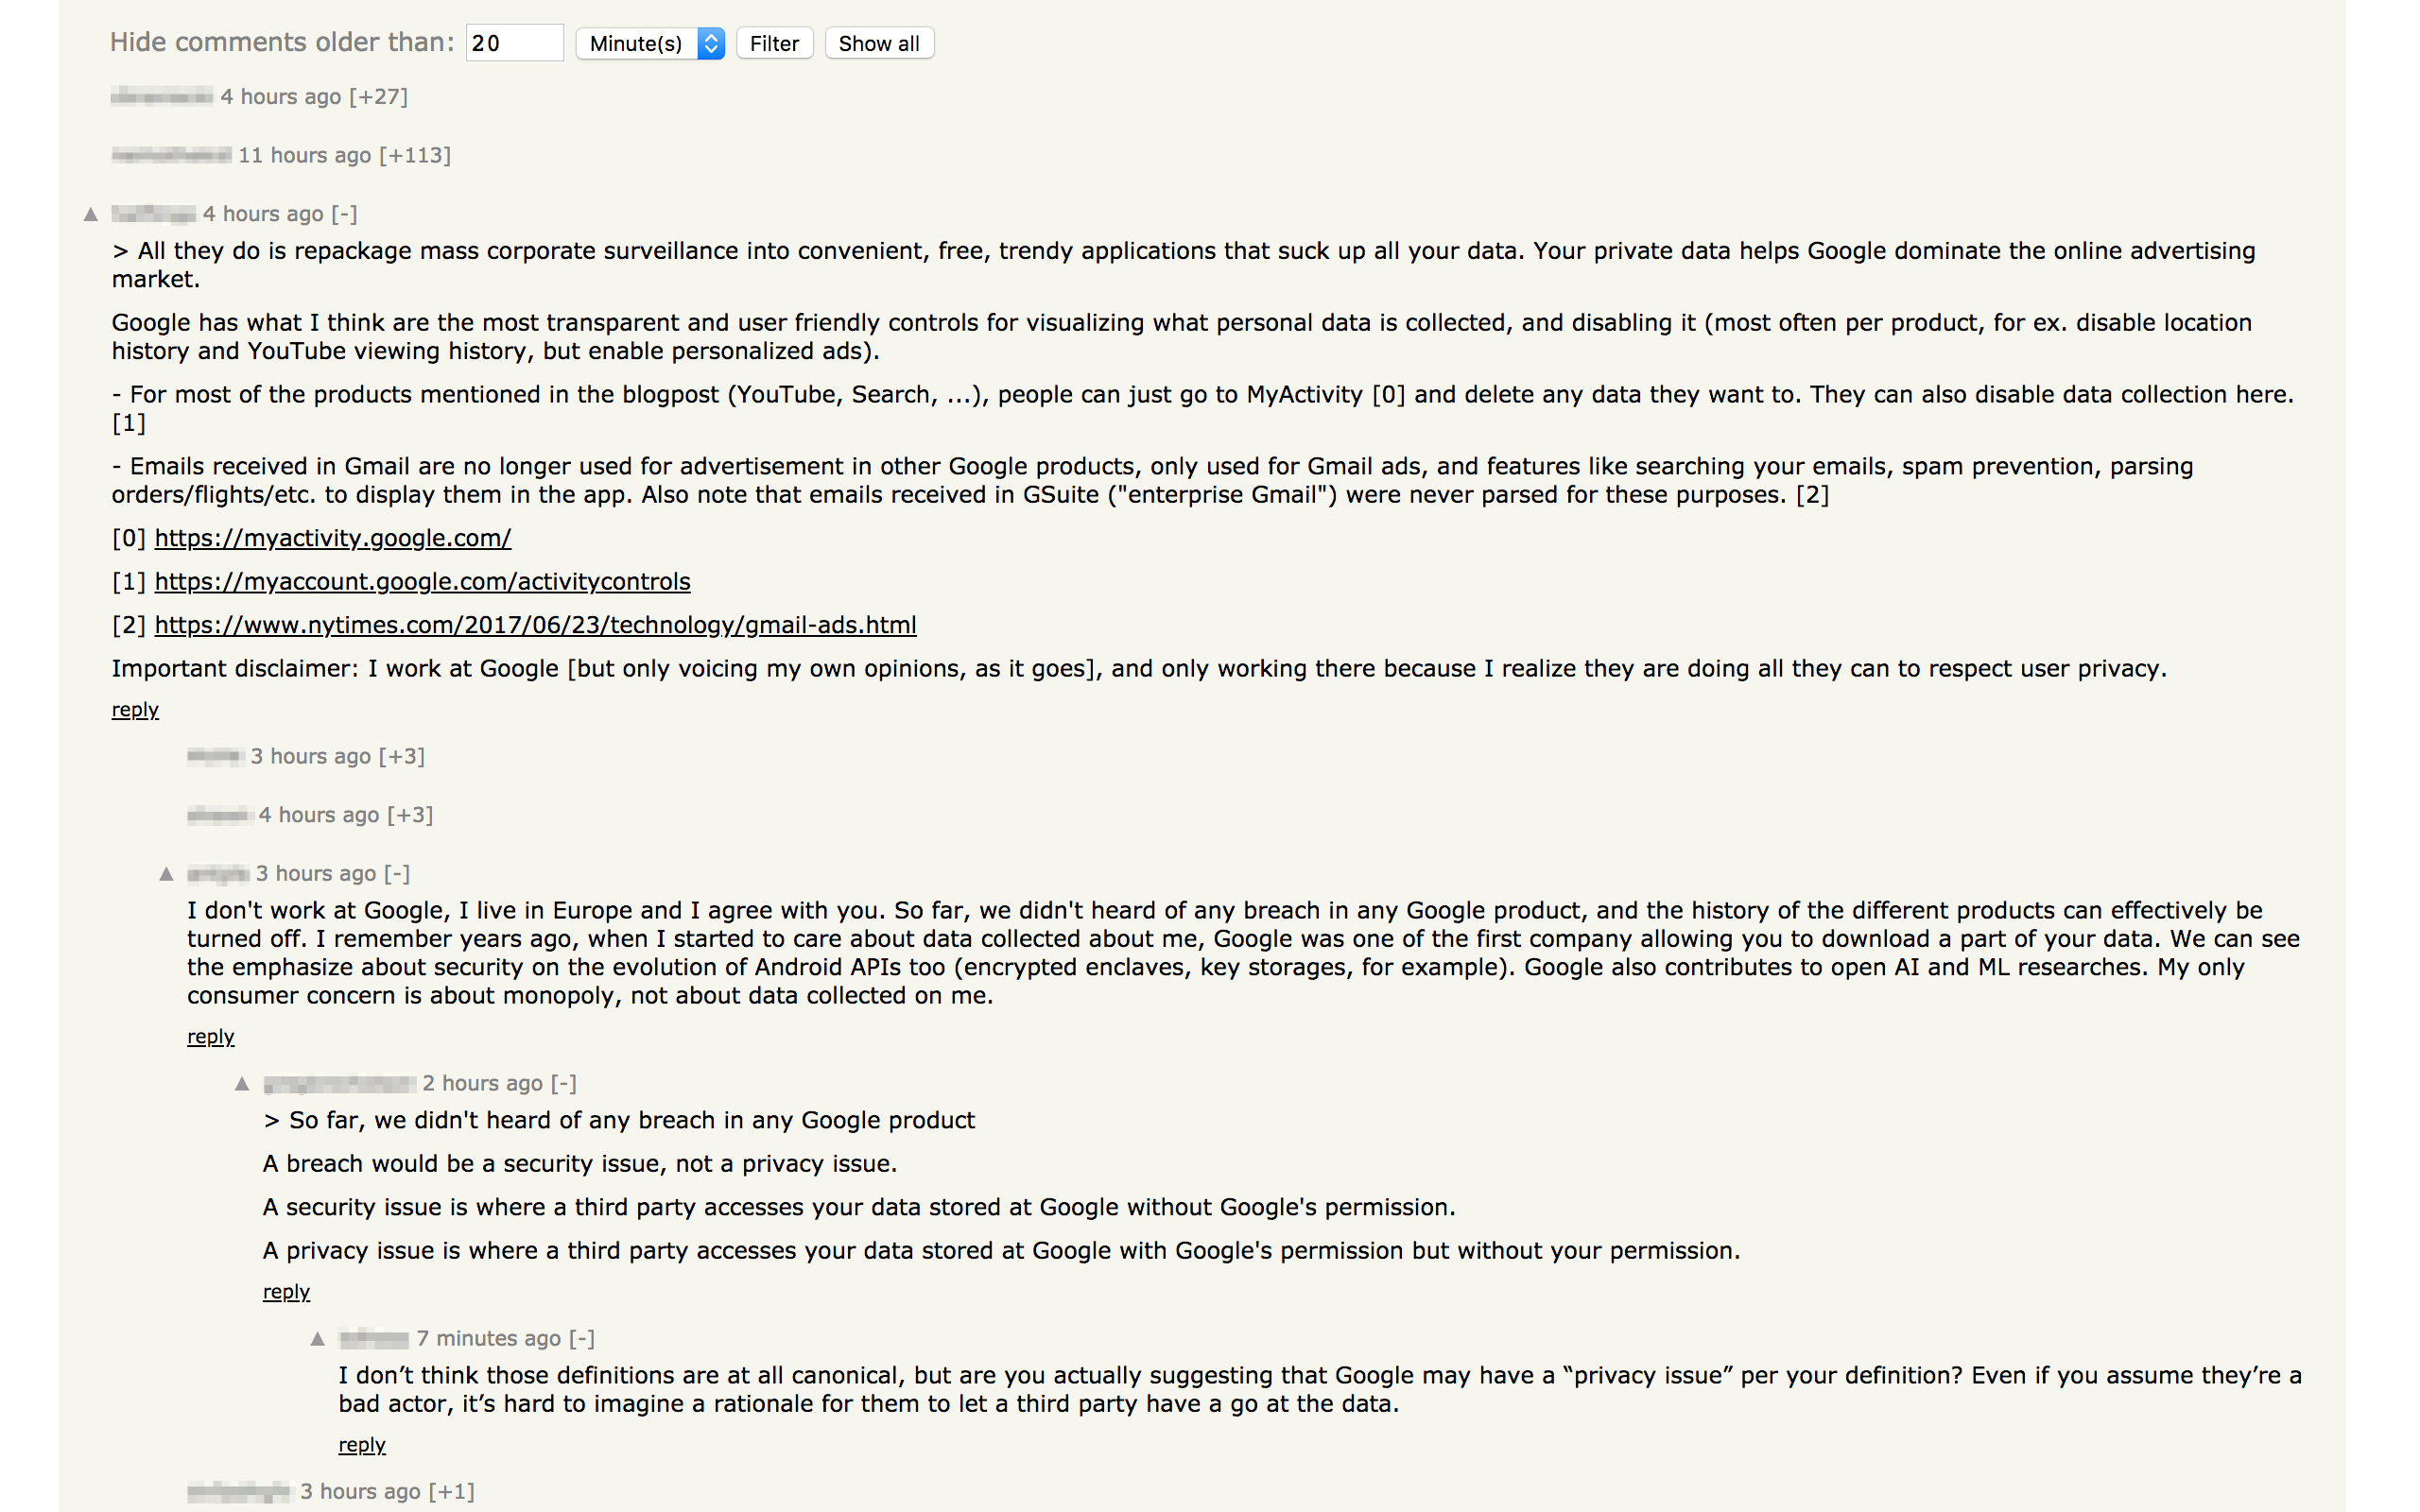 Hide comments older than: 20 Minute(s) Filter Show all
4 hours ago [+27]
11 hours ago [+113]
▲ 4 hours ago [-]
> All they do is repackage mass corporate surveillance into convenient, free, trendy applications that suck up all your data. Your private data helps Google dominate the online advertising
market.
Google has what I think are the most transparent and user friendly controls for visualizing what personal data is collected, and disabling it (most often per product, for ex. disable location
history and YouTube viewing history, but enable personalized ads).
- For most of the products mentioned in the blogpost (YouTube, Search, ...), people can just go to MyActivity [0] and delete any data they want to. They can also disable data collection here.
[1]
- Emails received in Gmail are no longer used for advertisement in other Google products, only used for Gmail ads, and features like searching your emails, spam prevention, parsing
orders/flights/etc. to display them in the app. Also note that emails received in GSuite ("enterprise Gmail") were never parsed for these purposes. [2]
[0] https://myactivity.google.com/
[1] https://myaccount.google.com/activitycontrols
[2] https://www.nytimes.com/2017/06/23/technology/gmail-ads.html
Important disclaimer: I work at Google [but only voicing my own opinions, as it goes], and only working there because I realize they are doing all they can to respect user privacy.
reply
3 hours ago [+3]
4 hours ago [+3]
▲ 3 hours ago [-]
I don't work at Google, I live in Europe and I agree with you. So far, we didn't heard of any breach in any Google product, and the history of the different products can effectively be
turned off. I remember years ago, when I started to care about data collected about me, Google was one of the first company allowing you to download a part of your data. We can see
the emphasize about security on the evolution of Android APIs too (encrypted enclaves, key storages, for example). Google also contributes to open AI and ML researches. My only
consumer concern is about monopoly, not about data collected on me.
reply
▲ 2 hours ago [-]
> So far, we didn't heard of any breach in any Google product
A breach would be a security issue, not a privacy issue.
A security issue is where a third party accesses your data stored at Google without Google's permission.
A privacy issue is where a third party accesses your data stored at Google with Google's permission but without your permission.
reply
▲ 7 minutes ago [-]
I don’t think those definitions are at all canonical, but are you actually suggesting that Google may have a “privacy issue” per your definition? Even if you assume they’re a
bad actor, it’s hard to imagine a rationale for them to let a third party have a go at the data.
reply
3 hours ago [+1]